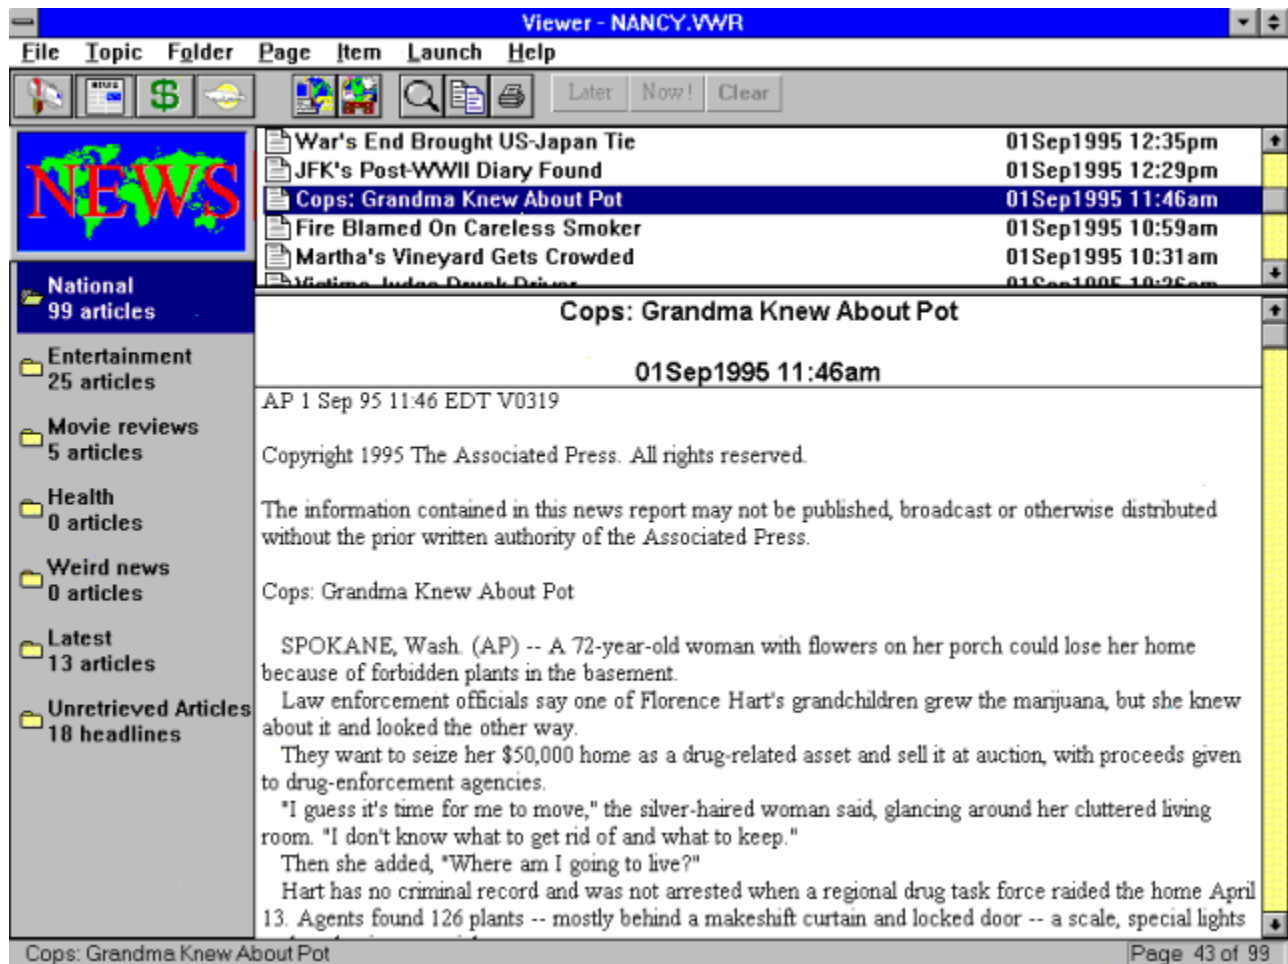 Viewer - NANCY.VWR
File Topic Folder Page Item Launch Help
NEWS $ Later Now! Clear
NEWS
War's End Brought US-Japan Tie 01Sep1995 12:35pm
JFK's Post-WWII Diary Found 01Sep1995 12:29pm
Cops: Grandma Knew About Pot 01Sep1995 11:46am
Fire Blamed On Careless Smoker 01Sep1995 10:59am
Martha's Vineyard Gets Crowded 01Sep1995 10:31am
Victims Judge Drunk Driver 01Sep1995 10:26am
National
99 articles
Entertainment
25 articles
Movie reviews
5 articles
Health
0 articles
Weird news
0 articles
Latest
13 articles
Unretrieved Articles
18 headlines
Cops: Grandma Knew About Pot
01Sep1995 11:46am
AP 1 Sep 95 11:46 EDT V0319
Copyright 1995 The Associated Press. All rights reserved.
The information contained in this news report may not be published, broadcast or otherwise distributed
without the prior written authority of the Associated Press.
Cops: Grandma Knew About Pot
SPOKANE, Wash. (AP) -- A 72-year-old woman with flowers on her porch could lose her home
because of forbidden plants in the basement.
Law enforcement officials say one of Florence Hart's grandchildren grew the marijuana, but she knew
about it and looked the other way.
They want to seize her $50,000 home as a drug-related asset and sell it at auction, with proceeds given
to drug-enforcement agencies.
"I guess it's time for me to move," the silver-haired woman said, glancing around her cluttered living
room. "I don't know what to get rid of and what to keep."
Then she added, "Where am I going to live?"
Hart has no criminal record and was not arrested when a regional drug task force raided the home April
13. Agents found 126 plants -- mostly behind a makeshift curtain and locked door -- a scale, special lights
Cops: Grandma Knew About Pot Page 43 of 99